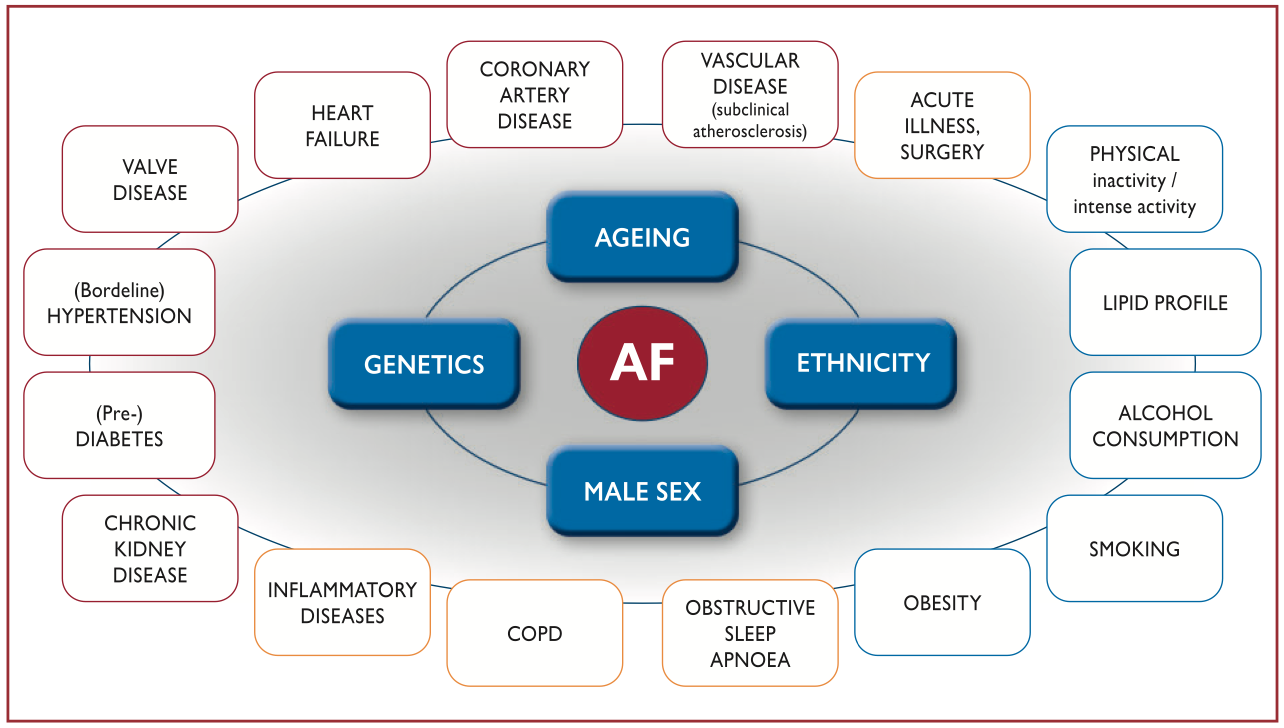 CORONARY
ARTERY
DISEASE
VASCULAR
DISEASE
(subclinical
atherosclerosis)
ACUTE
ILLNESS,
SURGERY
PHYSICAL
inactivity /
intense activity
LIPID PROFILE
ALCOHOL
CONSUMPTION
SMOKING
OBESITY
OBSTRUCTIVE
SLEEP
APNOEA
COPD
INFLAMMATORY
DISEASES
CHRONIC
KIDNEY
DISEASE
(Pre-)
DIABETES
(Bordeline)
HYPERTENSION
VALVE
DISEASE
HEART
FAILURE
AGEING
GENETICS
AF
ETHNICITY
MALE SEX